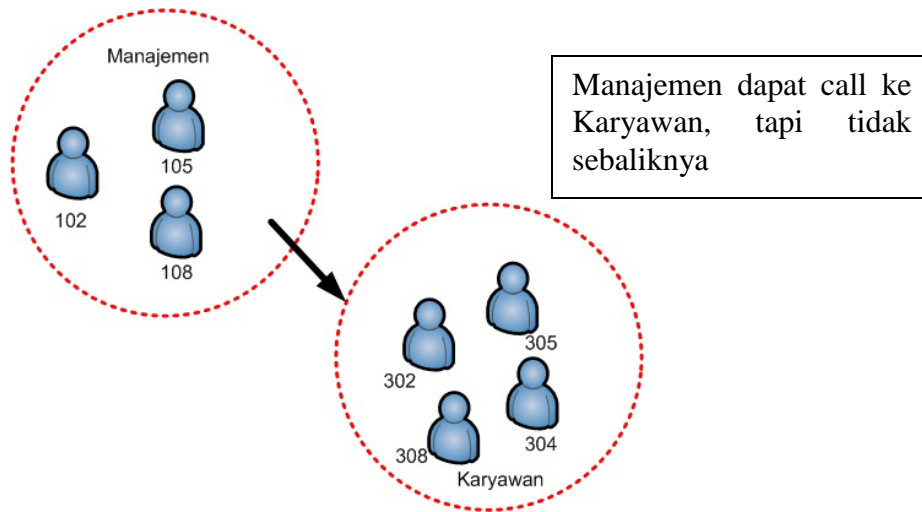 Manajemen
105
102
108
Manajemen dapat call ke
Karyawan, tapi tidak
sebaliknya
305
302
304
308
Karyawan